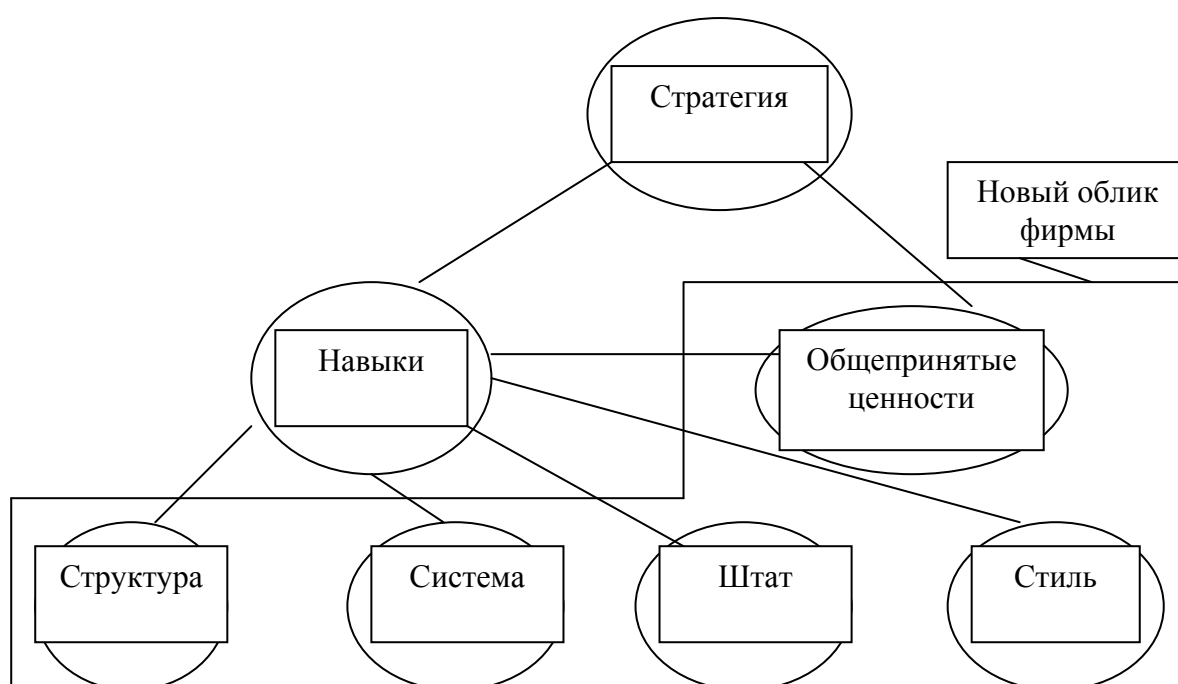 Стратегия
Новый облик
фирмы
Навыки
Общепринятые
ценности
Структура
Система
Штат
Стиль